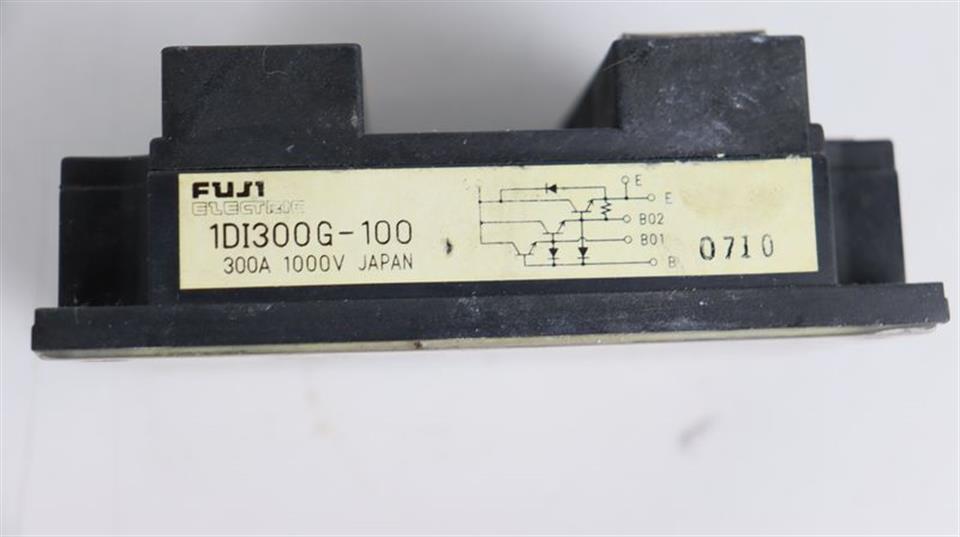 FUJI
ELECTRIC
1DI300G-100
300A 1000V JAPAN
E
E
B02
B01
B
0710